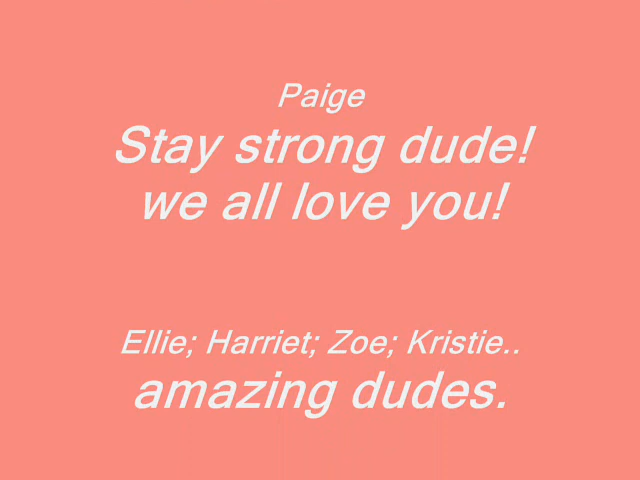 Paige
Stay strong dude!
we all love you!
Ellie; Harriet; Zoe; Kristie..
amazing dudes.